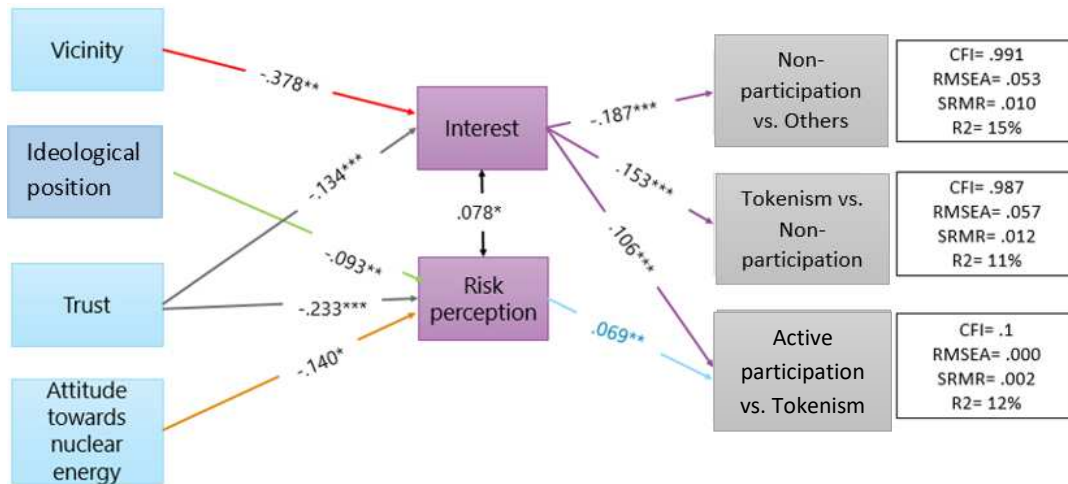 Vicinity
Ideological
position
Trust
Attitude
towards
nuclear
energy
-.378**
-.134***
-.093**
-.233***
-.140*
Interest
.078*
Risk
perception
-.187***
.153***
.106***
.069**
Non-
participation
vs. Others
CFI= .991
RMSEA= .053
SRMR= .010
R2= 15%
Tokenism vs.
Non-
participation
CFI= .987
RMSEA= .057
SRMR= .012
R2= 11%
Active
participation
vs. Tokenism
CFI= .1
RMSEA= .000
SRMR= .002
R2= 12%